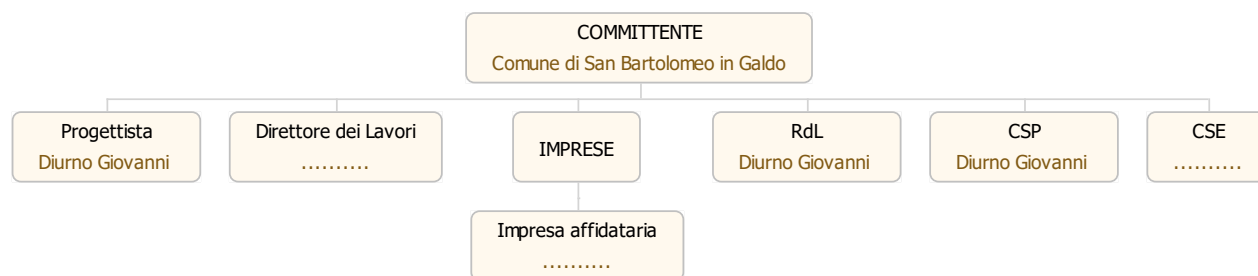 COMMITTENTE
Comune di San Bartolomeo in Galdo
Progettista
Diurno Giovanni
Direttore dei Lavori
..........
IMPRESE
RdL
Diurno Giovanni
CSP
Diurno Giovanni
CSE
..........
Impresa affidataria
..........